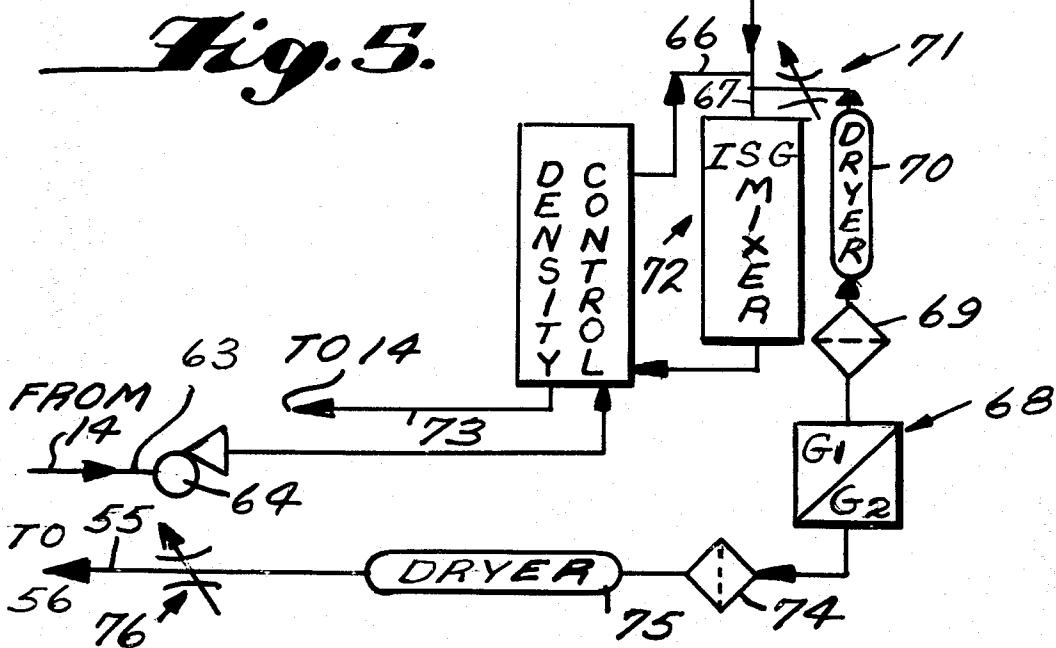 Fig. 5.
66
71
67
DRYER
70
ISG
MIXER
DENSITY
CONTROL
72
69
TO 14
63
FROM
14
73
68
G1
G2
64
TO
55
DRYER
56
76
75
74